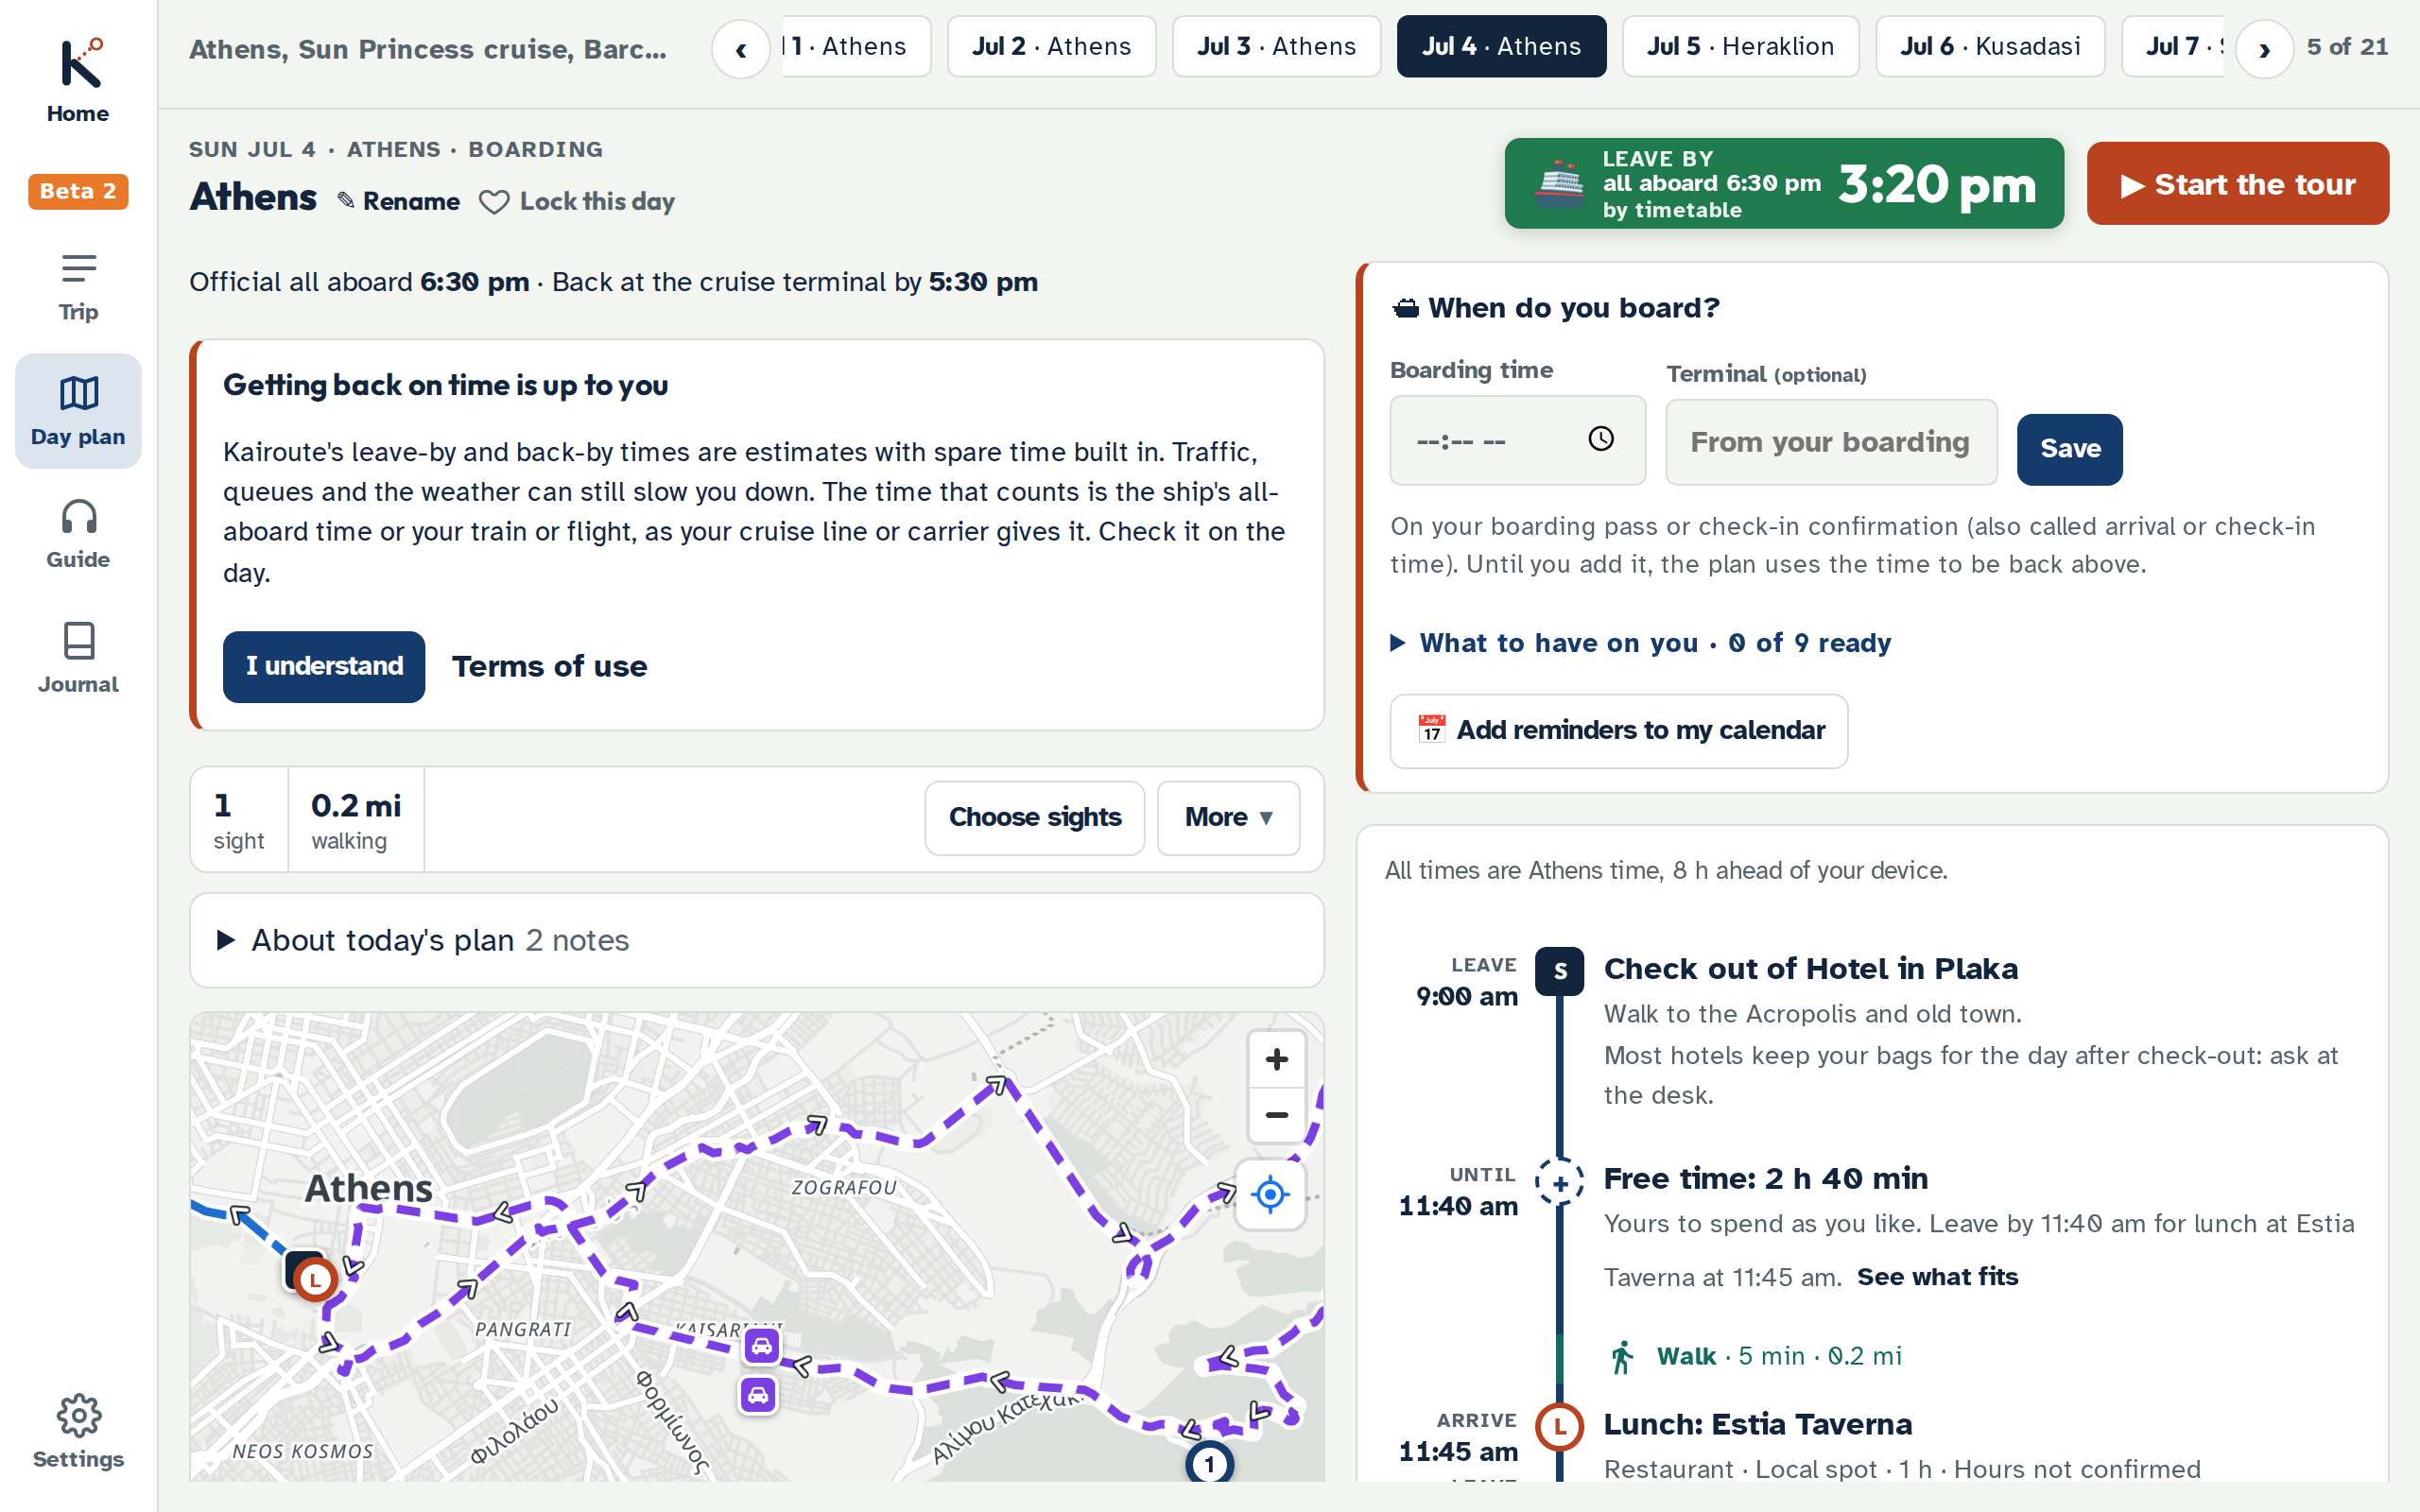 Home
Beta 2
Trip
Day plan
Guide
Journal
Settings
Athens, Sun Princess cruise, Barc...
‹
1 · Athens
Jul 2 · Athens
Jul 3 · Athens
Jul 4 · Athens
Jul 5 · Heraklion
Jul 6 · Kusadasi
Jul 7 ·
›
5 of 21
SUN JUL 4 · ATHENS · BOARDING
Athens
✎ Rename
Lock this day
LEAVE BY
all aboard 6:30 pm
by timetable
3:20 pm
▶ Start the tour
Official all aboard 6:30 pm · Back at the cruise terminal by 5:30 pm
Getting back on time is up to you
Kairoute's leave-by and back-by times are estimates with spare time built in. Traffic,
queues and the weather can still slow you down. The time that counts is the ship's all-
aboard time or your train or flight, as your cruise line or carrier gives it. Check it on the
day.
I understand
Terms of use
1
sight
0.2 mi
walking
Choose sights
More ▾
▶ About today's plan 2 notes
Athens
ZOGRAFOU
PANGRATI
NEOS KOSMOS
Φιλολάου
Φορμίωνος
L
1
+
−
When do you board?
Boarding time
Terminal (optional)
--:-- --
From your boarding
Save
On your boarding pass or check-in confirmation (also called arrival or check-in
time). Until you add it, the plan uses the time to be back above.
▶ What to have on you · 0 of 9 ready
Add reminders to my calendar
All times are Athens time, 8 h ahead of your device.
LEAVE
9:00 am
S
Check out of Hotel in Plaka
Walk to the Acropolis and old town.
Most hotels keep your bags for the day after check-out: ask at
the desk.
UNTIL
11:40 am
+
Free time: 2 h 40 min
Yours to spend as you like. Leave by 11:40 am for lunch at Estia
Taverna at 11:45 am. See what fits
Walk · 5 min · 0.2 mi
ARRIVE
11:45 am
L
Lunch: Estia Taverna
Restaurant · Local spot · 1 h · Hours not confirmed